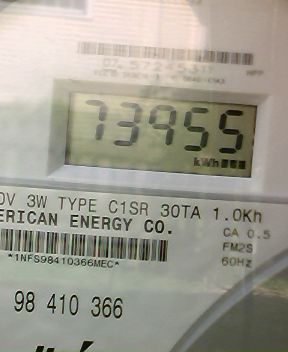 HPP
73955
kWh
0V 3W TYPE C1SR 30TA 1.0Kh
ERICAN ENERGY CO.
CA 0.5
FM2S
*1NFS98410366MEC*
60Hz
98 410 366